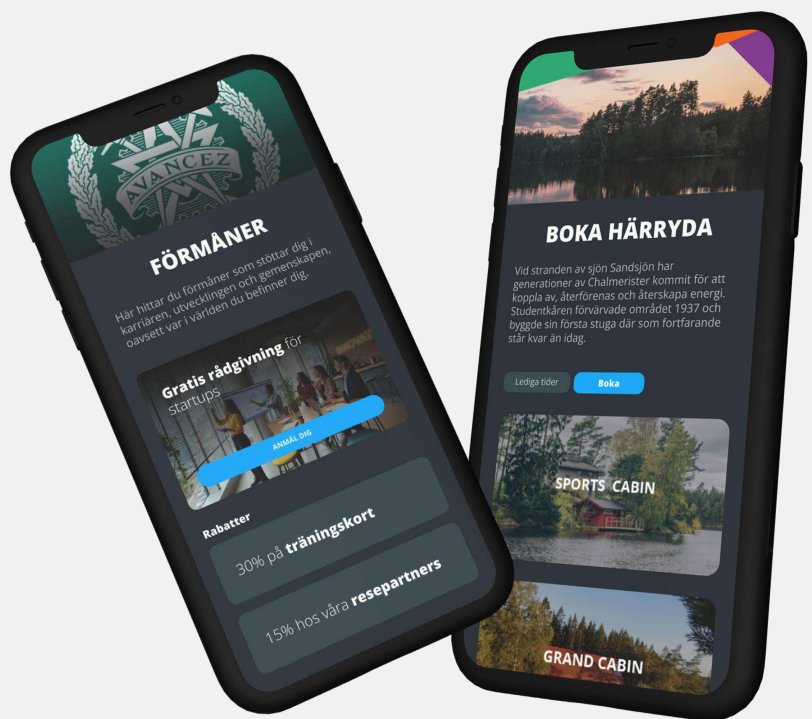 AVANCEZ
FÖRMÅNER
Här hittar du förmåner som stöttar dig i
karriären, utvecklingen och gemenskapen,
oavsett var i världen du befinner dig.
Gratis rådgivning för
startups
ANMÄL DIG
Rabatter
30% på träningskort
15% hos våra resepartners
BOKA HÄRRYDA
Vid stranden av sjön Sandsjön har
generationer av Chalmerister kommit för att
koppla av, återförenas och återskapa energi.
Studentkåren förvärvade området 1937 och
byggde sin första stuga där som fortfarande
står kvar än idag.
Lediga tider
Boka
SPORTS CABIN
GRAND CABIN